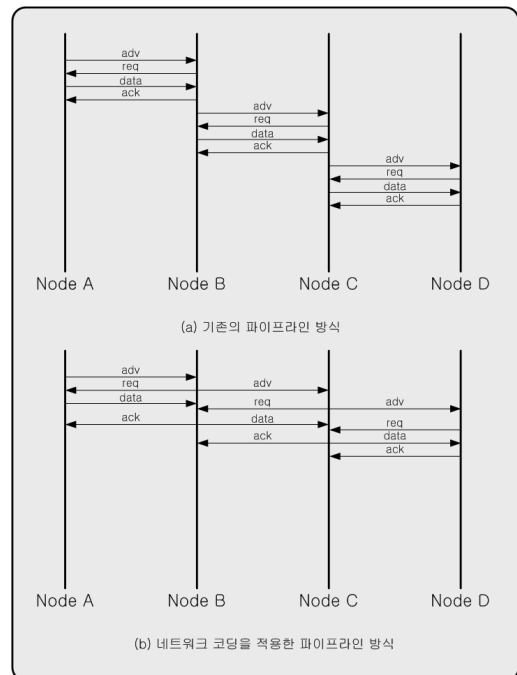 adv
req
data
ack
adv
req
data
ack
adv
req
data
ack
Node A Node B Node C Node D
(a) 기존의 파이프라인 방식
adv
req adv
data req adv
ack data req
ack data
ack
Node A Node B Node C Node D
(b) 네트워크 코딩을 적용한 파이프라인 방식